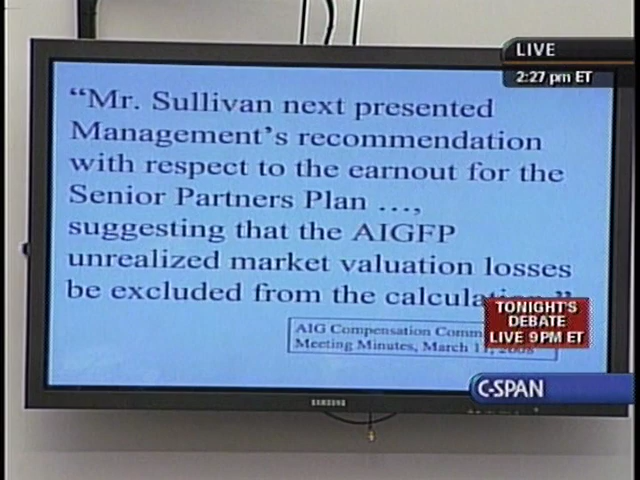 LIVE
2:27 pm ET
“Mr. Sullivan next presented
Management’s recommendation
with respect to the earnout for the
Senior Partners Plan …,
suggesting that the AIGFP
unrealized market valuation losses
be excluded from the
AIG Compensation
Meeting Minutes, March
TONIGHT'S
DEBATE
LIVE 9PM ET
C-SPAN
SAMSUNG